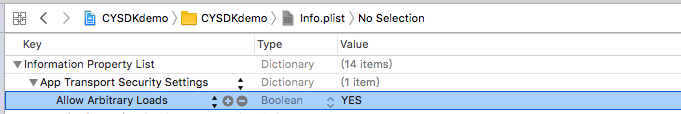 CYSDKdemo CYSDKdemo Info.plist No Selection
Key Type Value
Information Property List Dictionary (14 items)
App Transport Security Settings Dictionary (1 item)
Allow Arbitrary Loads Boolean YES